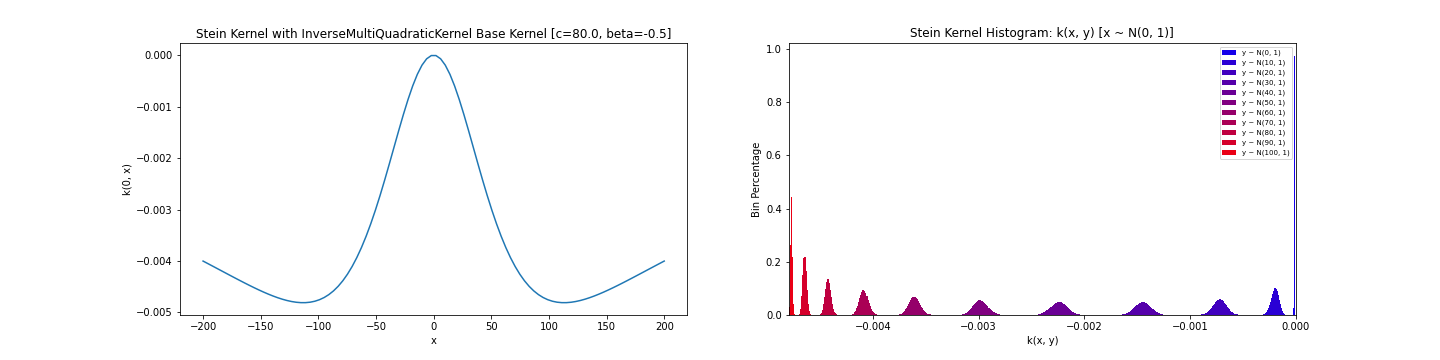 Stein Kernel with InverseMultiQuadraticKernel Base Kernel [c=80.0, beta=-0.5]
0.000
−0.001
−0.002
−0.003
−0.004
−0.005
k(0, x)
−200
−150
−100
−50
0
50
100
150
200
x
Stein Kernel Histogram: k(x, y) [x ~ N(0, 1)]
1.0
0.8
0.6
0.4
0.2
0.0
Bin Percentage
y ~ N(0, 1)
y ~ N(10, 1)
y ~ N(20, 1)
y ~ N(30, 1)
y ~ N(40, 1)
y ~ N(50, 1)
y ~ N(60, 1)
y ~ N(70, 1)
y ~ N(80, 1)
y ~ N(90, 1)
y ~ N(100, 1)
−0.004
−0.003
−0.002
−0.001
0.000
k(x, y)